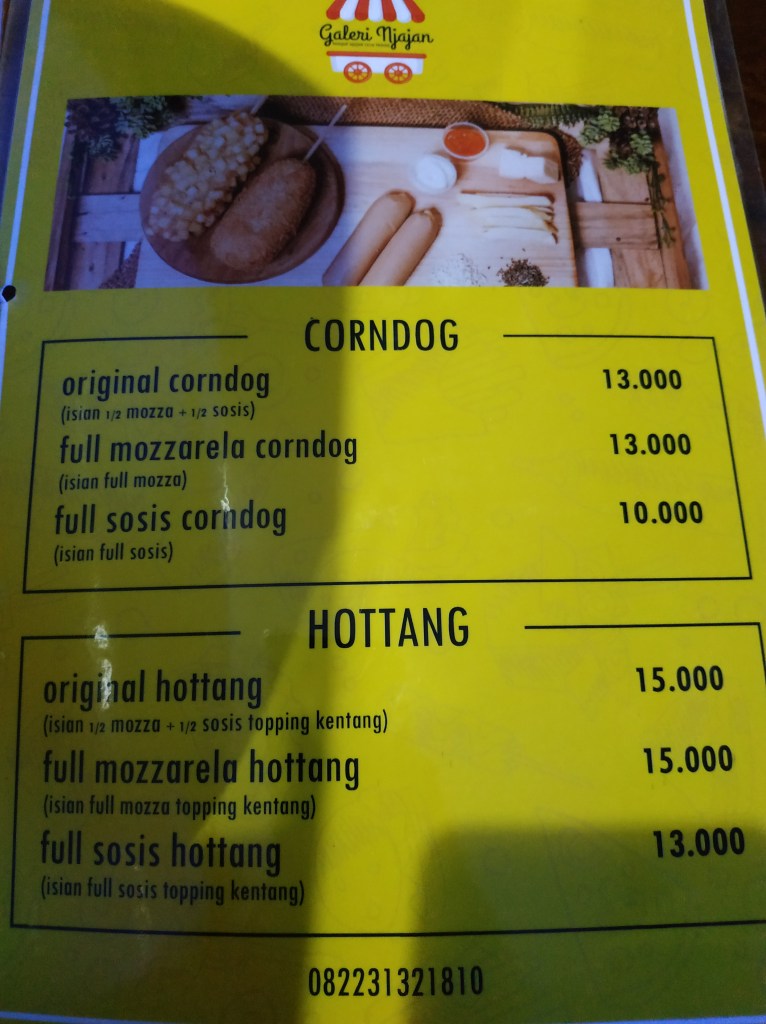 Galeri Njajan
CORNDOG
original corndog 13.000
(isian 1/2 mozza + 1/2 sosis)
full mozzarela corndog 13.000
(isian full mozza)
full sosis corndog 10.000
(isian full sosis)
HOTTANG
original hottang 15.000
(isian 1/2 mozza + 1/2 sosis topping kentang)
full mozzarela hottang 15.000
(isian full mozza topping kentang)
full sosis hottang 13.000
(isian full sosis topping kentang)
082231321810